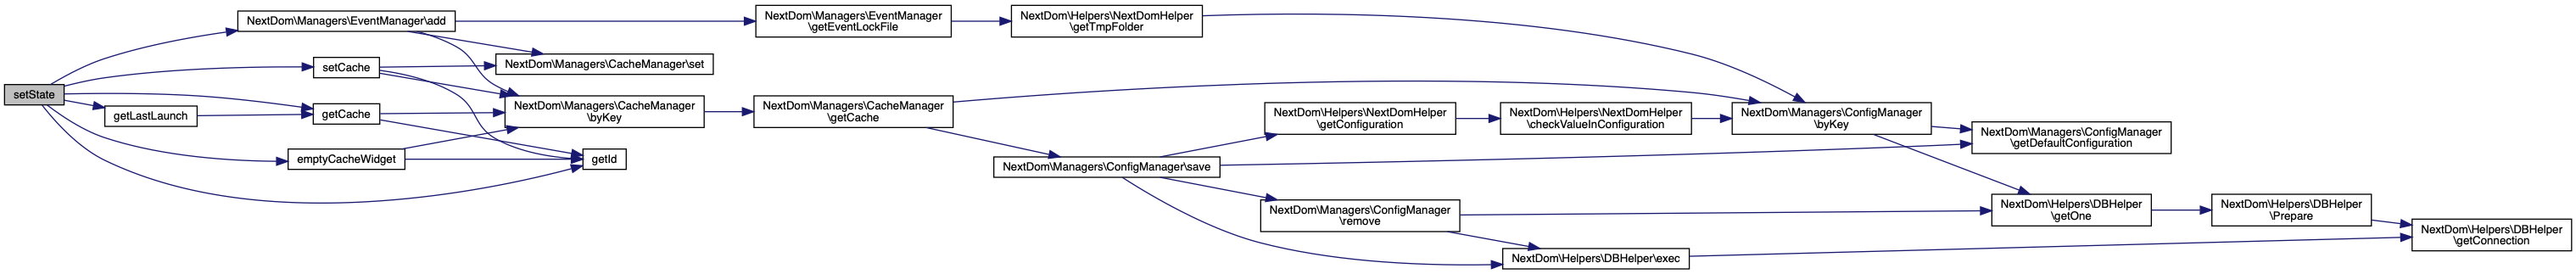 setState
NextDom\Managers\EventManager\add
setCache
getLastLaunch
getCache
emptyCacheWidget
NextDom\Managers\CacheManager\set
NextDom\Managers\CacheManager
\byKey
getId
NextDom\Managers\EventManager
\getEventLockFile
NextDom\Managers\CacheManager
\getCache
NextDom\Helpers\NextDomHelper
\getTmpFolder
NextDom\Managers\ConfigManager\save
NextDom\Helpers\NextDomHelper
\getConfiguration
NextDom\Managers\ConfigManager
\remove
NextDom\Helpers\NextDomHelper
\checkValueInConfiguration
NextDom\Helpers\DBHelper\exec
NextDom\Managers\ConfigManager
\byKey
NextDom\Managers\ConfigManager
\getDefaultConfiguration
NextDom\Helpers\DBHelper
\getOne
NextDom\Helpers\DBHelper
\Prepare
NextDom\Helpers\DBHelper
\getConnection